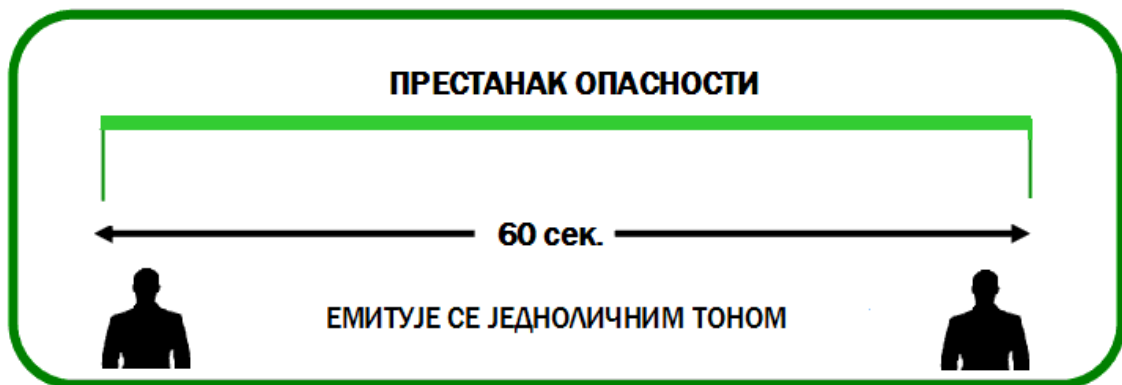 ПРЕСТАНАК ОПАСНОСТИ
60 сек.
ЕМИТУЈЕ СЕ ЈЕДНОЛИЧНИМ ТОНОМ